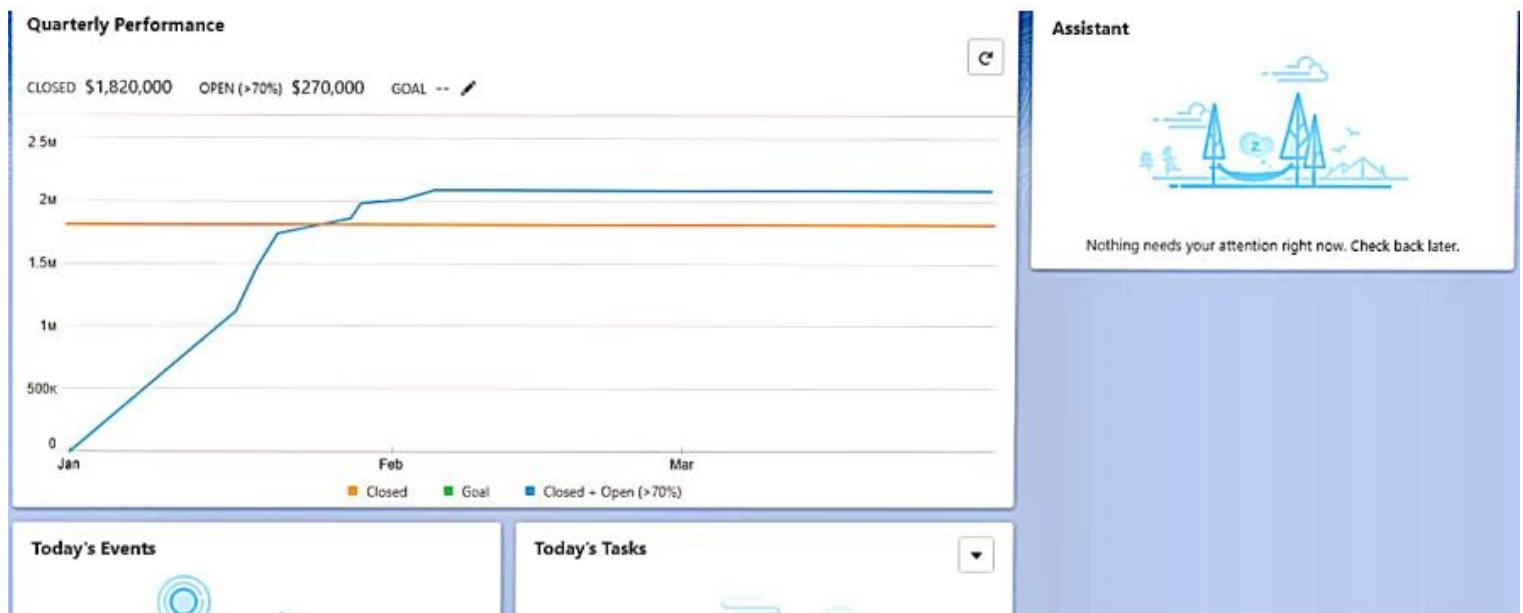 Quarterly Performance
CLOSED $1,820,000 OPEN (>70%) $270,000 GOAL --
2.5M
2M
1.5M
1M
500K
0
Jan Feb Mar
Closed Goal Closed + Open (>70%)
Assistant
z
Nothing needs your attention right now. Check back later.
Today's Events
Today's Tasks